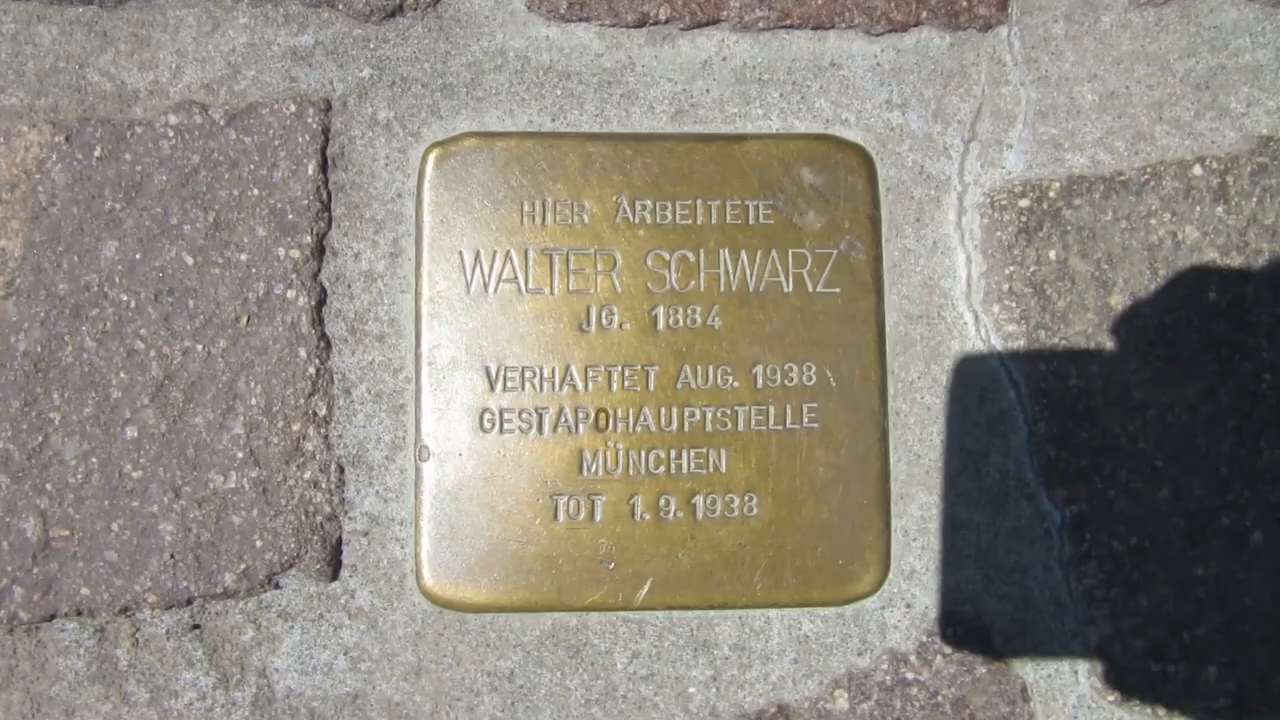 HIER ARBEITETE
WALTER SCHWARZ
JG. 1884
VERHAFTET AUG. 1938
GESTAPOHAUPTSTELLE
MÜNCHEN
TOT 1.9.1938